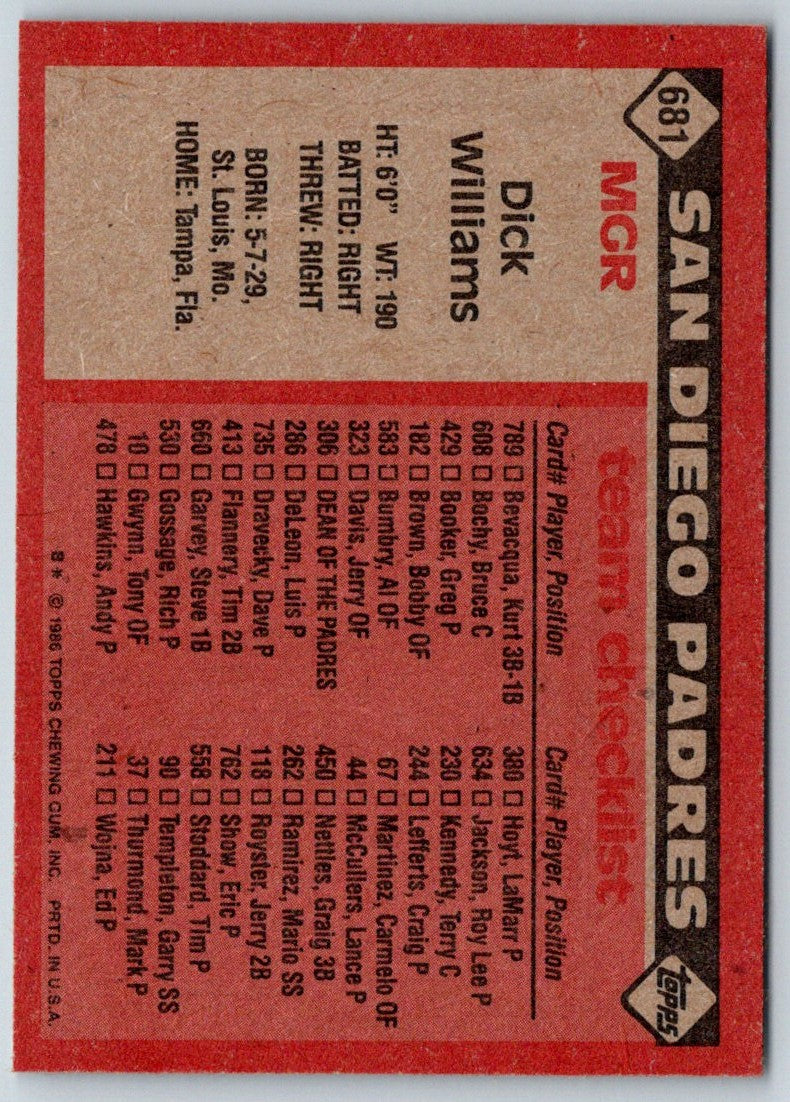 681
SAN DIEGO PADRES
topps
MGR
Dick
Williams
HT: 6'0" WT: 190
BATTED: RIGHT
THREW: RIGHT
BORN: 5-7-29,
St. Louis, Mo.
HOME: Tampa, Fla.
team checklist
Card# Player, Position
789 □ Bevacqua, Kurt 3B-1B
608 □ Bochy, Bruce C
429 □ Booker, Greg P
182 □ Brown, Bobby OF
583 □ Bumbry, Al OF
323 □ Davis, Jerry OF
306 □ DEAN OF THE PADRES
286 □ DeLeon, Luis P
735 □ Dravecky, Dave P
413 □ Flannery, Tim 2B
660 □ Garvey, Steve 1B
530 □ Gossage, Rich P
10 □ Gwynn, Tony OF
478 □ Hawkins, Andy P
Card# Player, Position
380 □ Hoyt, LaMarr P
634 □ Jackson, Roy Lee P
230 □ Kennedy, Terry C
244 □ Lefferts, Craig P
67 □ Martinez, Carmelo OF
44 □ McCullers, Lance P
450 □ Nettles, Graig 3B
262 □ Ramirez, Mario SS
118 □ Royster, Jerry 2B
762 □ Show, Eric P
558 □ Stoddard, Tim P
90 □ Templeton, Garry SS
37 □ Thurmond, Mark P
211 □ Wojna, Ed P
8* © 1986 TOPPS CHEWING GUM, INC. PRTD. IN U.S.A.